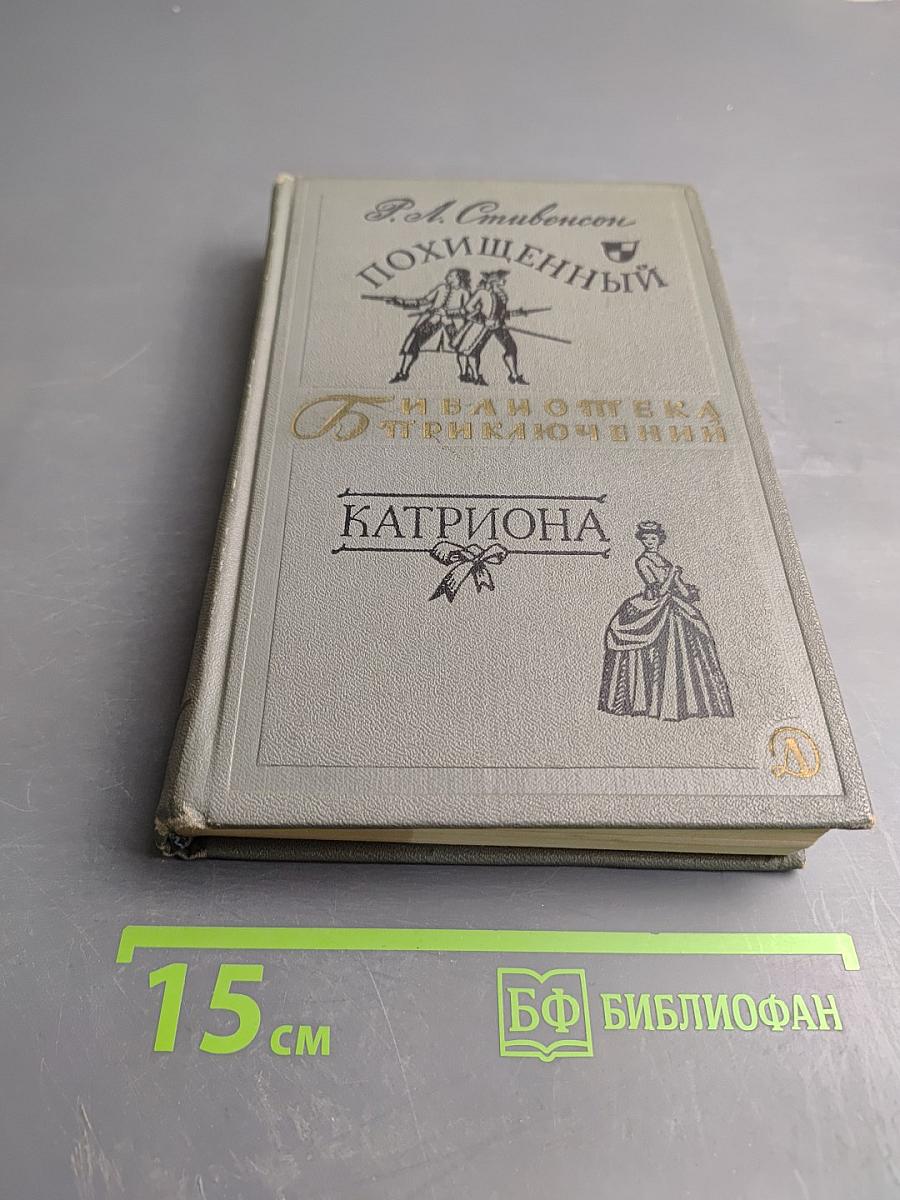 Р. Л. Стивенсон
ПОХИЩЕННЫЙ
БИБЛИОТЕКА
ПРИКЛЮЧЕНИЙ
КАТРИОНА
Д
15 см
БФ БИБЛИОФАН